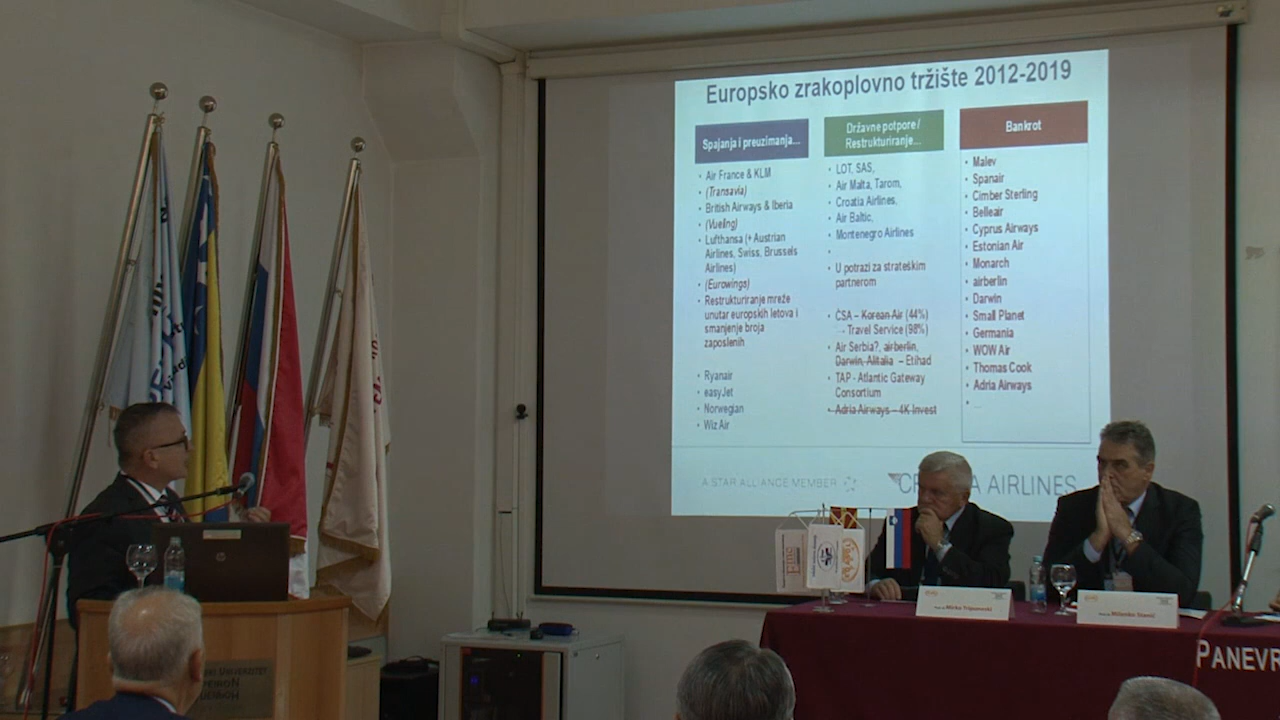 Europsko zrakoplovno tržište 2012-2019
Spajanja i preuzimanja...
• Air France & KLM
• (Transavia)
• British Airways & Iberia
• (Vueling)
• Lufthansa (+ Austrian
Airlines, Swiss, Brussels
Airlines)
• (Eurowings)
• Restrukturiranje mreže
unutar europskih letova i
smanjenje broja
zaposlenih
• Ryanair
• easyJet
• Norwegian
• Wiz Air
Državne potpore /
Restrukturiranje...
• LOT, SAS,
• Air Malta, Tarom,
• Croatia Airlines,
• Air Baltic,
• Montenegro Airlines
•
• U potrazi za strateškim
partnerom
• ČSA – Korean Air (44%)
→ Travel Service (98%)
• Air Serbia?, airberlin,
Darwin, Alitalia – Etihad
• TAP - Atlantic Gateway
Consortium
• Adria Airways – 4K Invest
Bankrot
• Malev
• Spanair
• Cimber Sterling
• Belleair
• Cyprus Airways
• Estonian Air
• Monarch
• airberlin
• Darwin
• Small Planet
• Germania
• WOW Air
• Thomas Cook
• Adria Airways
• ...
A STAR ALLIANCE MEMBER
AIRLINES
PANEVR